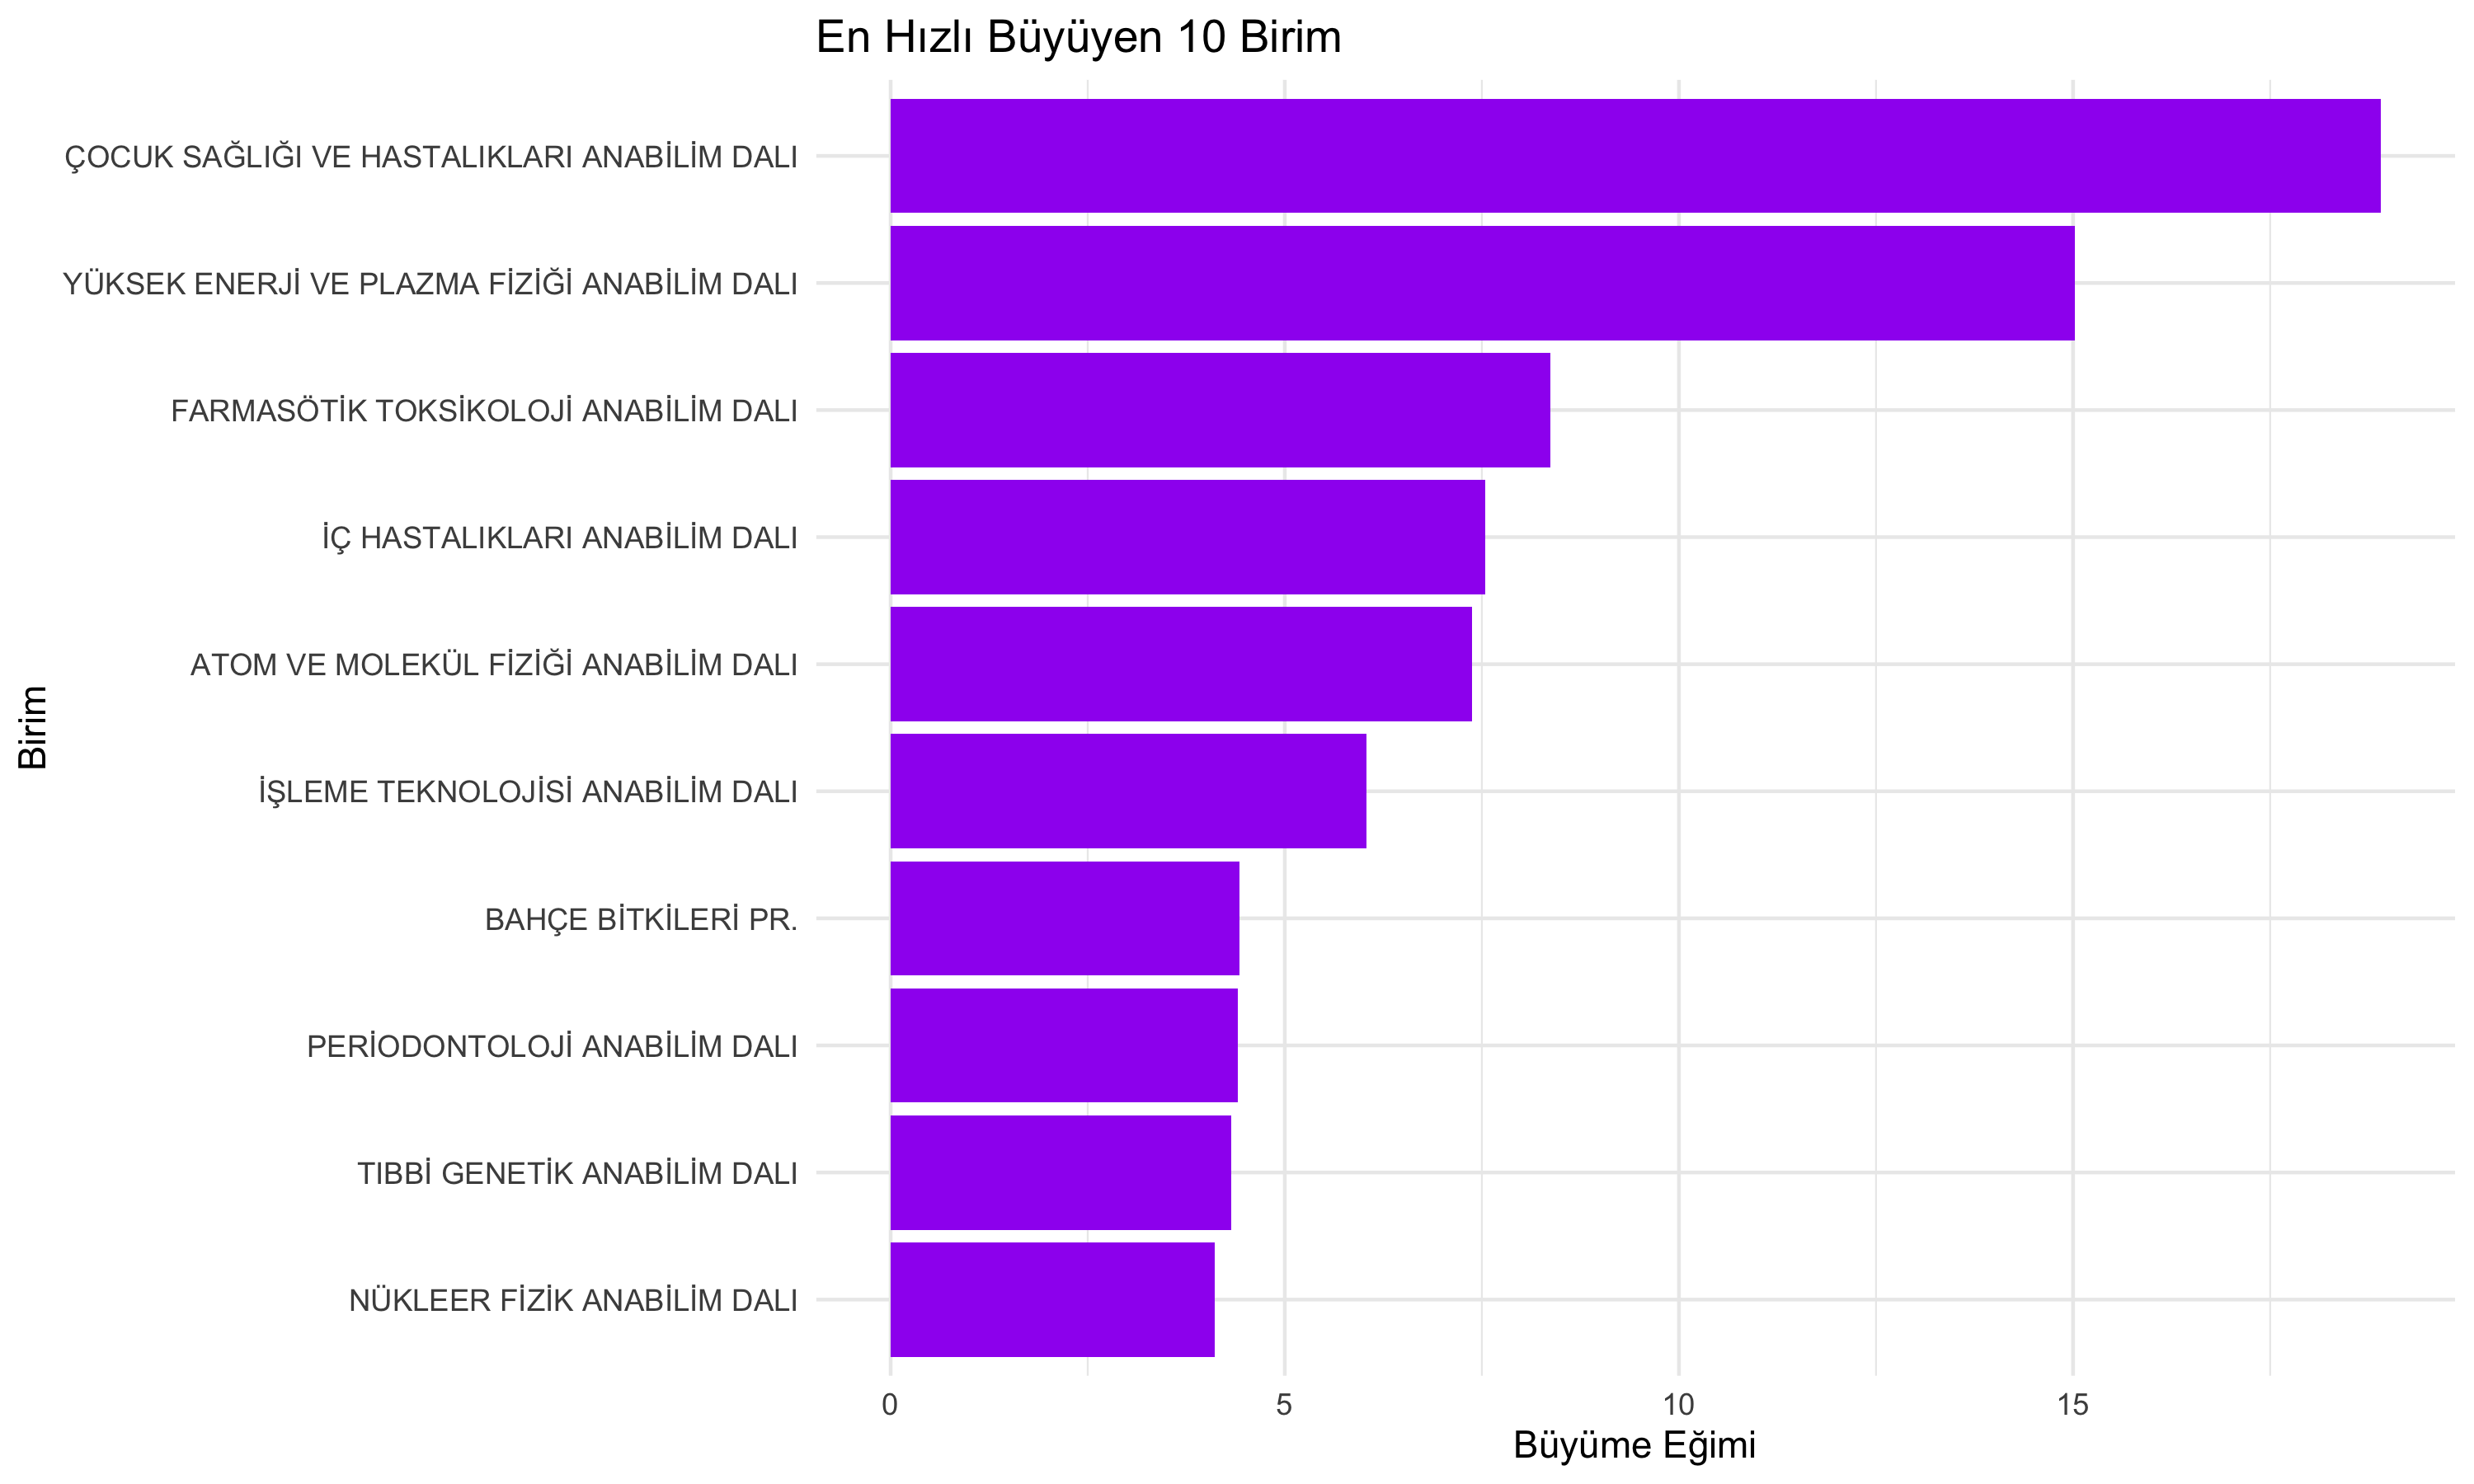 En Hızlı Büyüyen 10 Birim
Birim
ÇOCUK SAĞLIĞI VE HASTALIKLARI ANABİLİM DALI
YÜKSEK ENERJİ VE PLAZMA FİZİĞİ ANABİLİM DALI
FARMASÖTİK TOKSİKOLOJİ ANABİLİM DALI
İÇ HASTALIKLARI ANABİLİM DALI
ATOM VE MOLEKÜL FİZİĞİ ANABİLİM DALI
İŞLEME TEKNOLOJİSİ ANABİLİM DALI
BAHÇE BİTKİLERİ PR.
PERİODONTOLOJİ ANABİLİM DALI
TIBBİ GENETİK ANABİLİM DALI
NÜKLEER FİZİK ANABİLİM DALI
0 5 10 15
Büyüme Eğimi